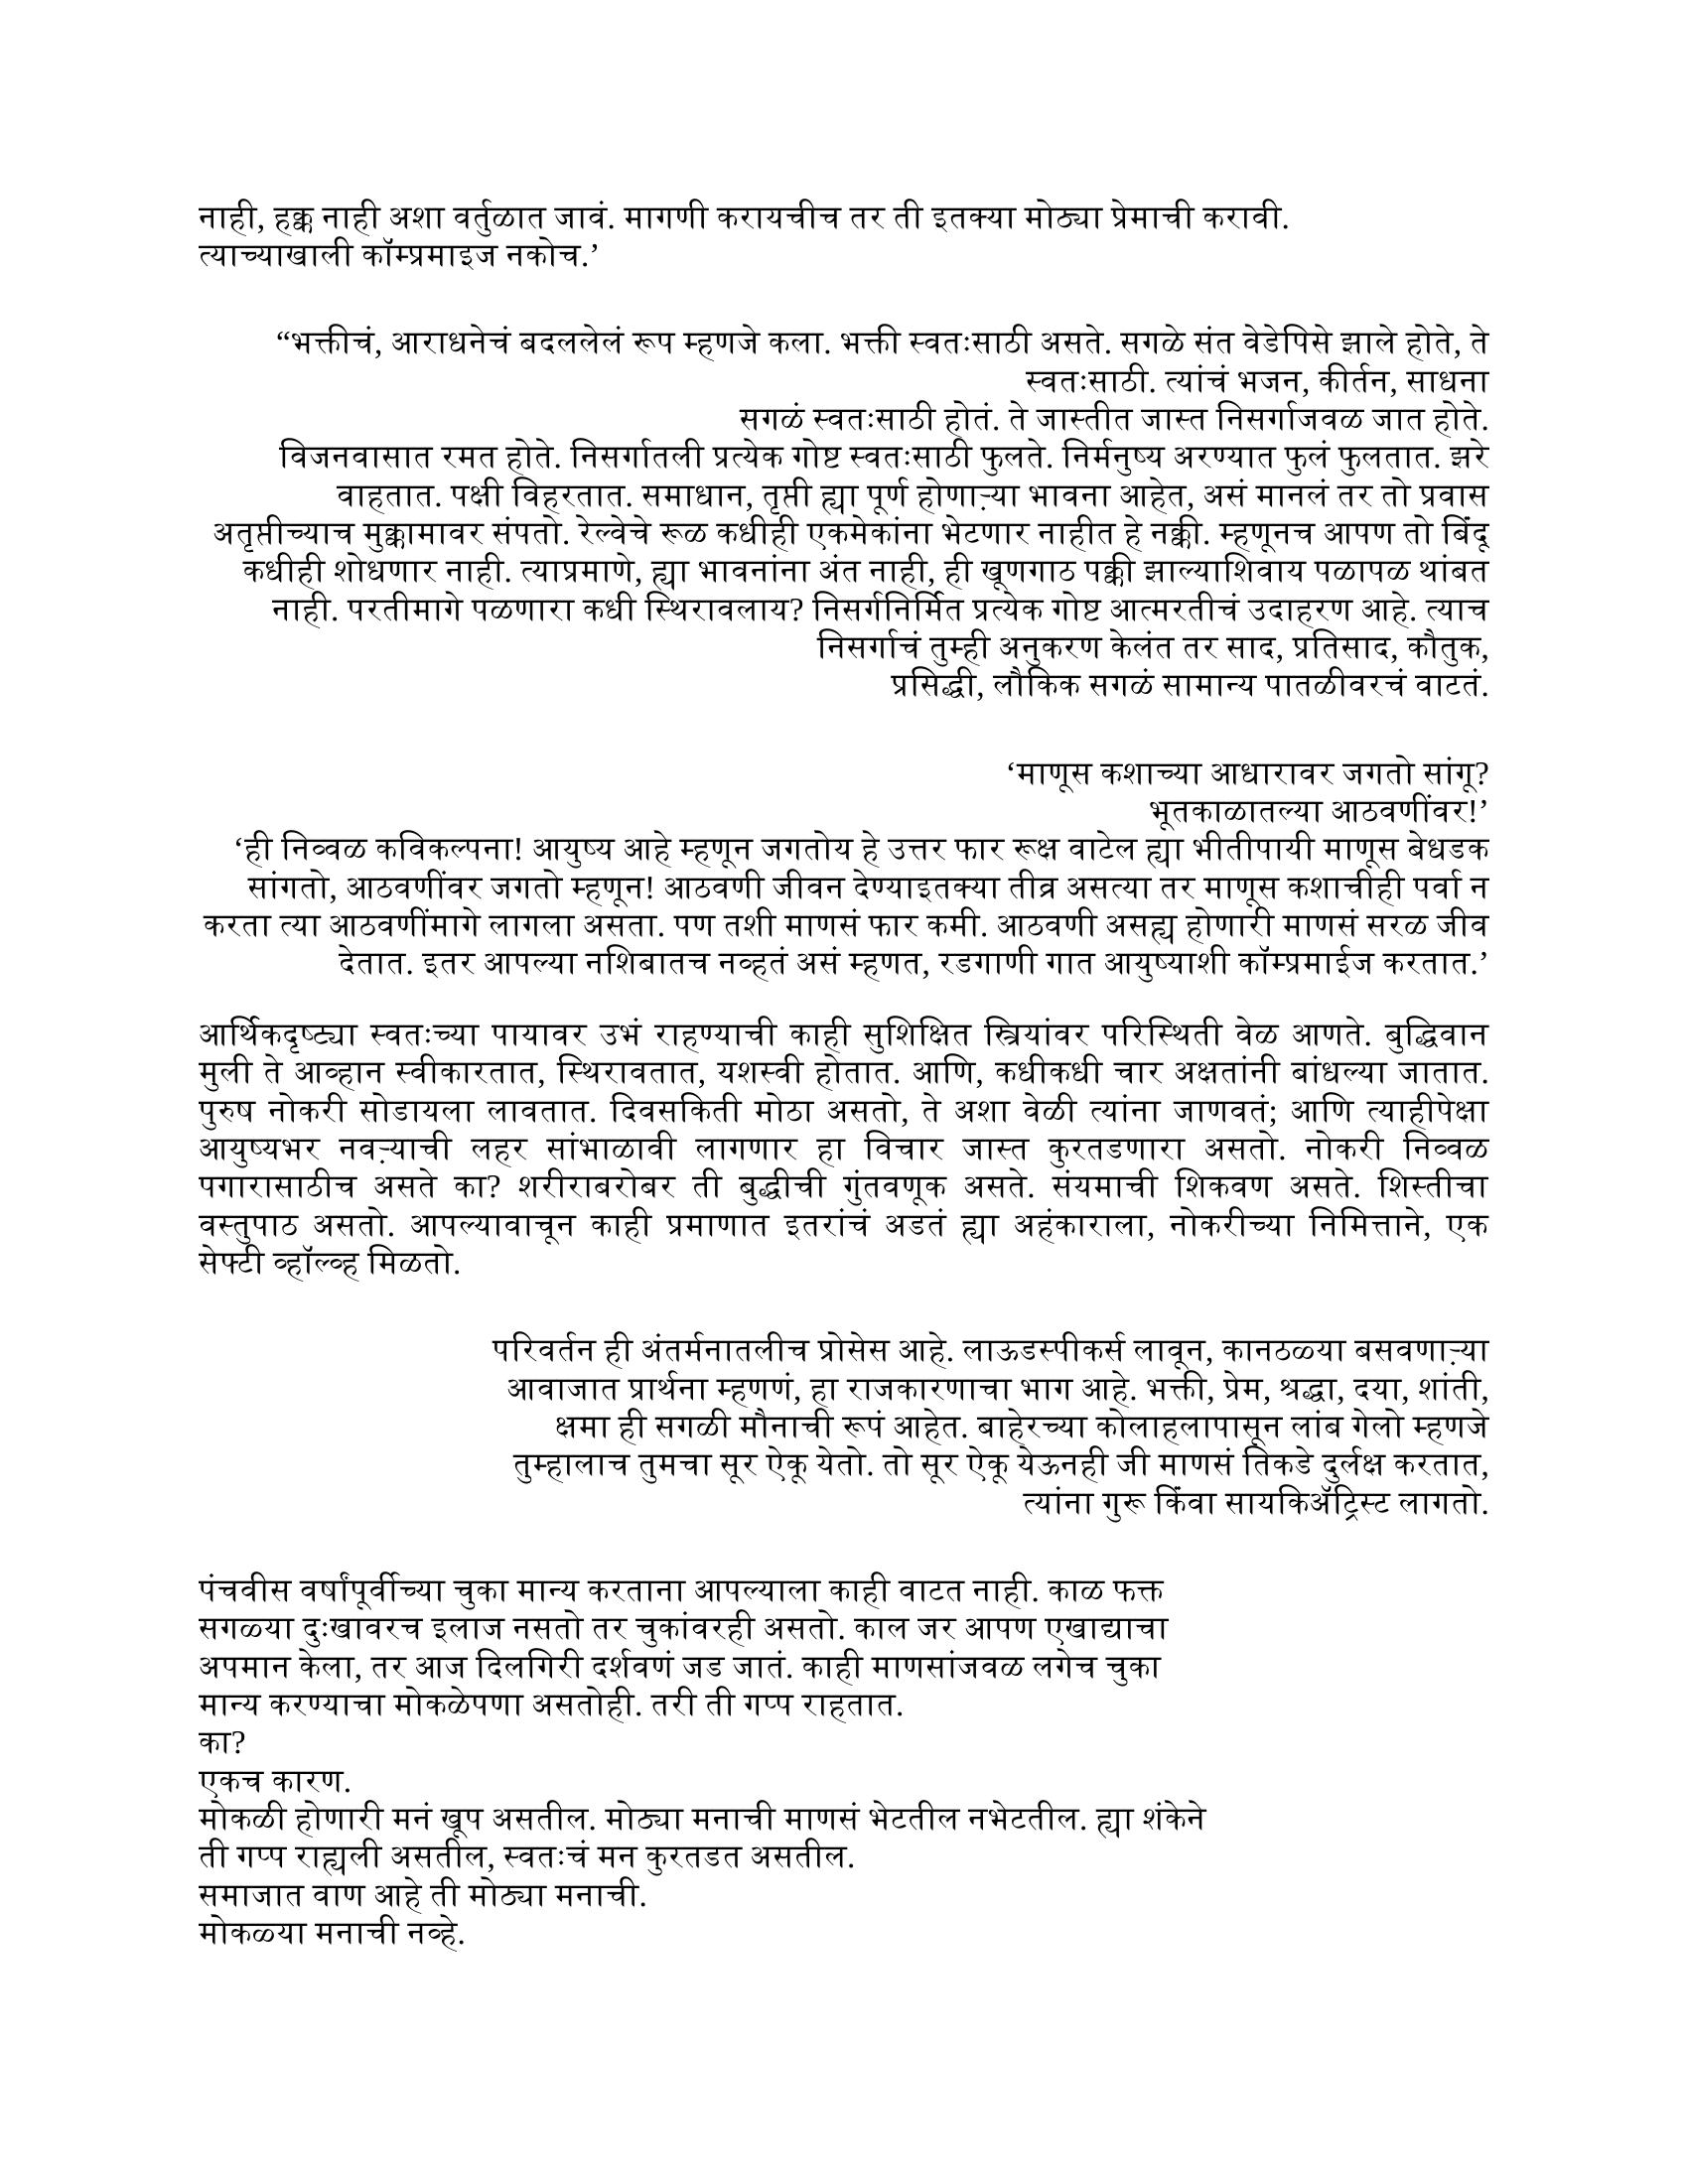 नाही, हक्क नाही अशा वर्तुळात जावं. मागणी करायचीच तर ती इतक्या मोठ्या प्रेमाची करावी.
त्याच्याखाली कॉम्प्रमाइज नकोच.’
“भक्तीचं, आराधनेचं बदललेलं रूप म्हणजे कला. भक्ती स्वतःसाठी असते. सगळे संत वेडेपिसे झाले होते, ते
स्वतःसाठी. त्यांचं भजन, कीर्तन, साधना
सगळं स्वतःसाठी होतं. ते जास्तीत जास्त निसर्गाजवळ जात होते.
विजनवासात रमत होते. निसर्गातली प्रत्येक गोष्ट स्वतःसाठी फुलते. निर्मनुष्य अरण्यात फुलं फुलतात. झरे
वाहतात. पक्षी विहरतात. समाधान, तृप्ती ह्या पूर्ण होणाऱ्या भावना आहेत, असं मानलं तर तो प्रवास
अतृप्तीच्याच मुक्कामावर संपतो. रेल्वेचे रूळ कधीही एकमेकांना भेटणार नाहीत हे नक्की. म्हणूनच आपण तो बिंदू
कधीही शोधणार नाही. त्याप्रमाणे, ह्या भावनांना अंत नाही, ही खूणगाठ पक्की झाल्याशिवाय पळापळ थांबत
नाही. परतीमागे पळणारा कधी स्थिरावलाय? निसर्गनिर्मित प्रत्येक गोष्ट आत्मरतीचं उदाहरण आहे. त्याच
निसर्गाचं तुम्ही अनुकरण केलंत तर साद, प्रतिसाद, कौतुक,
प्रसिद्धी, लौकिक सगळं सामान्य पातळीवरचं वाटतं.
‘माणूस कशाच्या आधारावर जगतो सांगू?
भूतकाळातल्या आठवणींवर!’
‘ही निव्वळ कविकल्पना! आयुष्य आहे म्हणून जगतोय हे उत्तर फार रूक्ष वाटेल ह्या भीतीपायी माणूस बेधडक
सांगतो, आठवणींवर जगतो म्हणून! आठवणी जीवन देण्याइतक्या तीव्र असत्या तर माणूस कशाचीही पर्वा न
करता त्या आठवणींमागे लागला असता. पण तशी माणसं फार कमी. आठवणी असह्य होणारी माणसं सरळ जीव
देतात. इतर आपल्या नशिबातच नव्हतं असं म्हणत, रडगाणी गात आयुष्याशी कॉम्प्रमाईज करतात.’
आर्थिकदृष्ट्या स्वतःच्या पायावर उभं राहण्याची काही सुशिक्षित स्त्रियांवर परिस्थिती वेळ आणते. बुद्धिवान
मुली ते आव्हान स्वीकारतात, स्थिरावतात, यशस्वी होतात. आणि, कधीकधी चार अक्षतांनी बांधल्या जातात.
पुरुष नोकरी सोडायला लावतात. दिवसकिती मोठा असतो, ते अशा वेळी त्यांना जाणवतं; आणि त्याहीपेक्षा
आयुष्यभर नवऱ्याची लहर सांभाळावी लागणार हा विचार जास्त कुरतडणारा असतो. नोकरी निव्वळ
पगारासाठीच असते का? शरीराबरोबर ती बुद्धीची गुंतवणूक असते. संयमाची शिकवण असते. शिस्तीचा
वस्तुपाठ असतो. आपल्यावाचून काही प्रमाणात इतरांचं अडतं ह्या अहंकाराला, नोकरीच्या निमित्ताने, एक
सेफ्टी व्हॉल्व्ह मिळतो.
परिवर्तन ही अंतर्मनातलीच प्रोसेस आहे. लाऊडस्पीकर्स लावून, कानठळ्या बसवणाऱ्या
आवाजात प्रार्थना म्हणणं, हा राजकारणाचा भाग आहे. भक्ती, प्रेम, श्रद्धा, दया, शांती,
क्षमा ही सगळी मौनाची रूपं आहेत. बाहेरच्या कोलाहलापासून लांब गेलो म्हणजे
तुम्हालाच तुमचा सूर ऐकू येतो. तो सूर ऐकू येऊनही जी माणसं तिकडे दुर्लक्ष करतात,
त्यांना गुरू किंवा सायकिअ‍ॅट्रिस्ट लागतो.
पंचवीस वर्षांपूर्वीच्या चुका मान्य करताना आपल्याला काही वाटत नाही. काळ फक्त
सगळ्या दुःखावरच इलाज नसतो तर चुकांवरही असतो. काल जर आपण एखाद्याचा
अपमान केला, तर आज दिलगिरी दर्शवणं जड जातं. काही माणसांजवळ लगेच चुका
मान्य करण्याचा मोकळेपणा असतोही. तरी ती गप्प राहतात.
का?
एकच कारण.
मोकळी होणारी मनं खूप असतील. मोठ्या मनाची माणसं भेटतील नभेटतील. ह्या शंकेने
ती गप्प राह्यली असतील, स्वतःचं मन कुरतडत असतील.
समाजात वाण आहे ती मोठ्या मनाची.
मोकळ्या मनाची नव्हे.